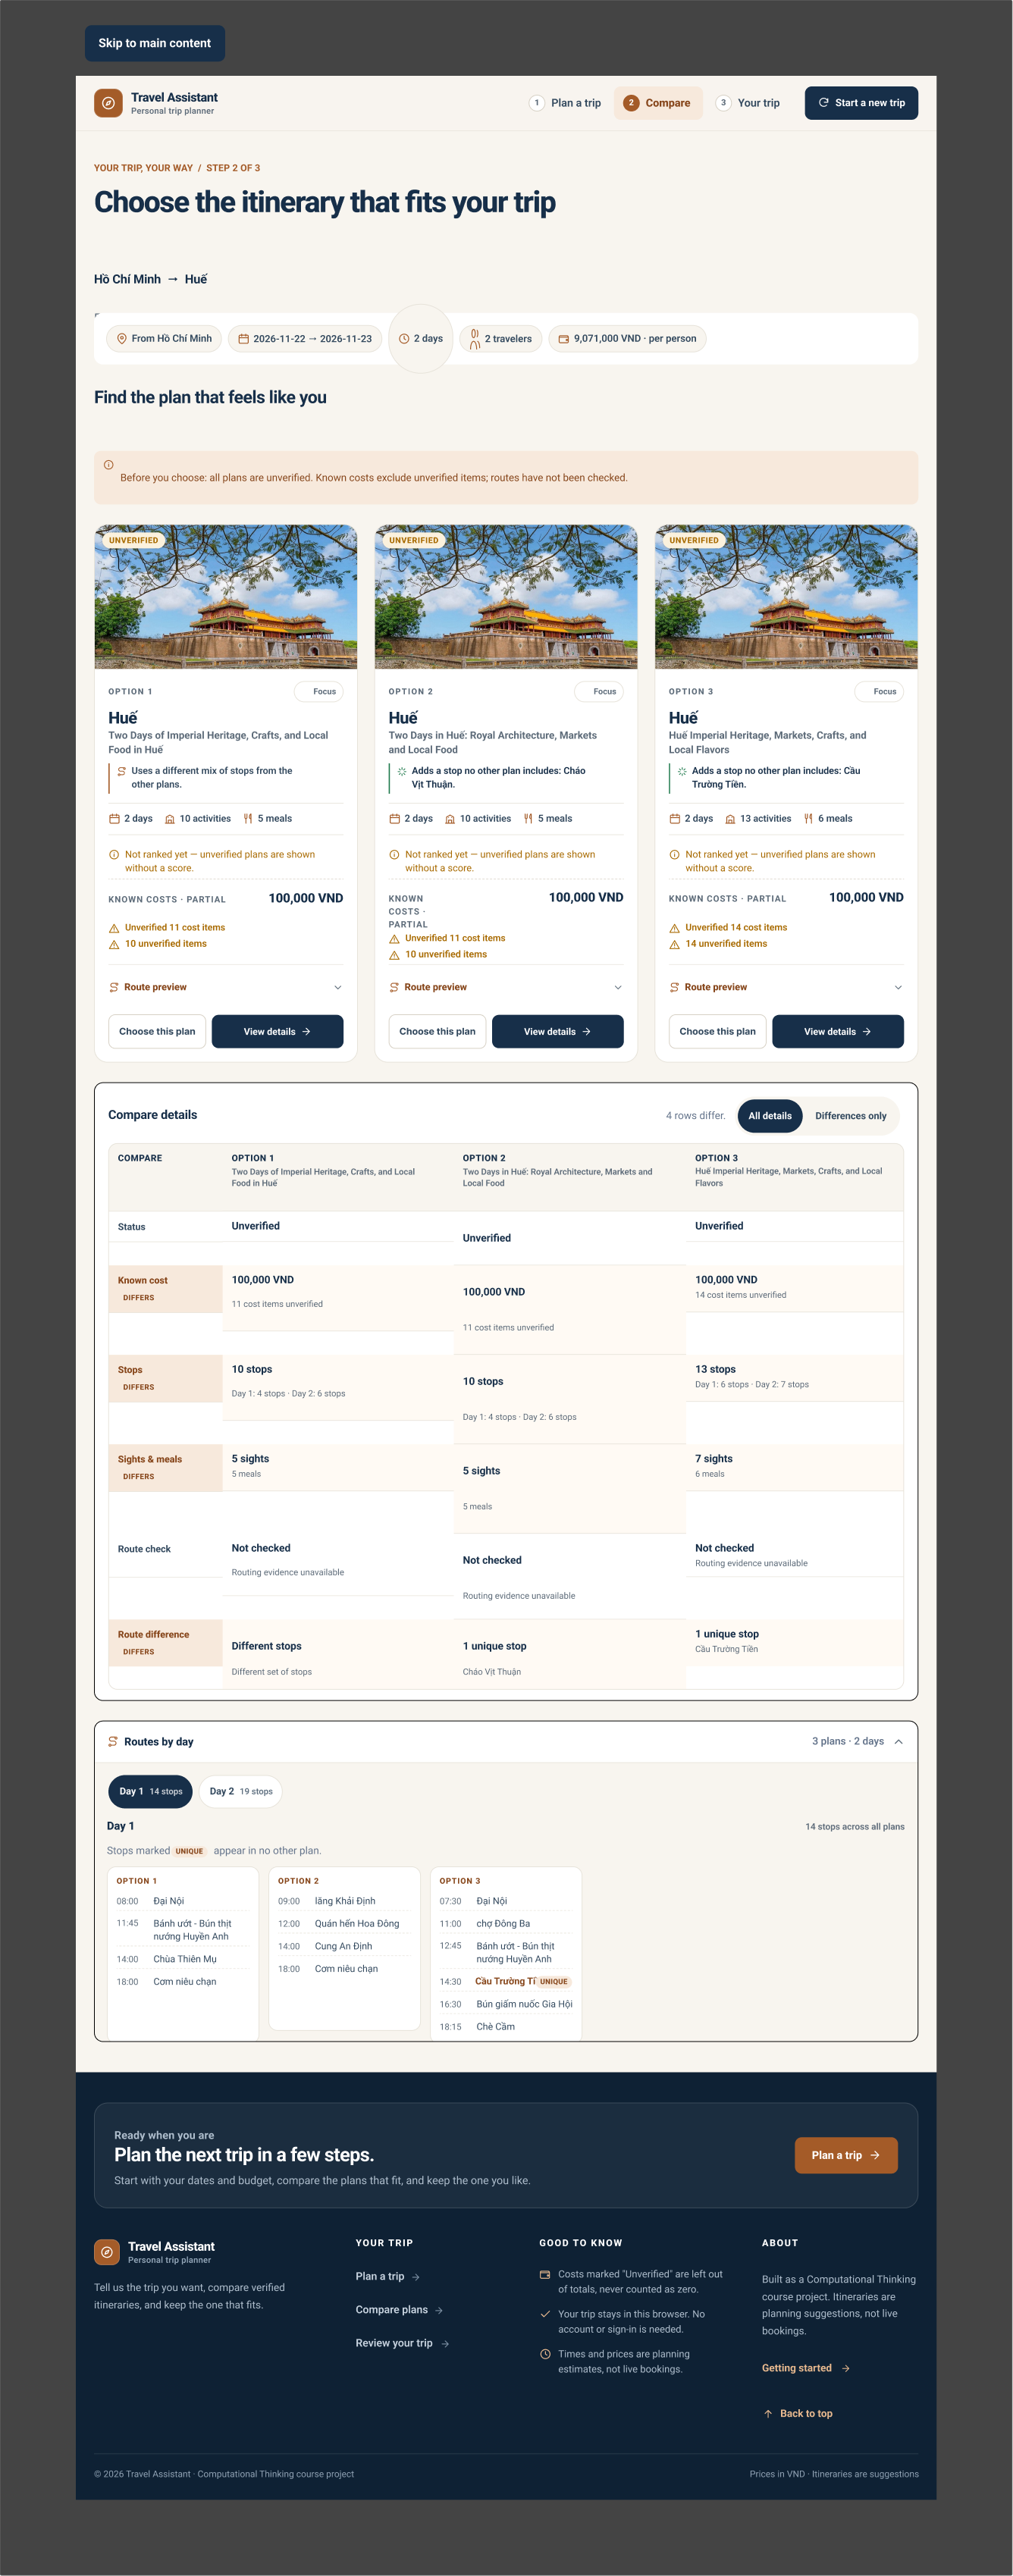 Skip to main content
Travel Assistant
Personal trip planner
1 Plan a trip
2 Compare
3 Your trip
Start a new trip
YOUR TRIP, YOUR WAY / STEP 2 OF 3
Choose the itinerary that fits your trip
Hồ Chí Minh → Huế
From Hồ Chí Minh
2026-11-22 → 2026-11-23
2 days
2 travelers
9,071,000 VND · per person
Find the plan that feels like you
Before you choose: all plans are unverified. Known costs exclude unverified items; routes have not been checked.
UNVERIFIED
OPTION 1
Focus
Huế
Two Days of Imperial Heritage, Crafts, and Local
Food in Huế
Uses a different mix of stops from the
other plans.
2 days
10 activities
5 meals
Not ranked yet — unverified plans are shown
without a score.
KNOWN COSTS · PARTIAL
100,000 VND
Unverified 11 cost items
10 unverified items
Route preview
Choose this plan
View details →
UNVERIFIED
OPTION 2
Focus
Huế
Two Days in Huế: Royal Architecture, Markets
and Local Food
Adds a stop no other plan includes: Cháo
Vịt Thuận.
2 days
10 activities
5 meals
Not ranked yet — unverified plans are shown
without a score.
KNOWN
COSTS ·
PARTIAL
100,000 VND
Unverified 11 cost items
10 unverified items
Route preview
Choose this plan
View details →
UNVERIFIED
OPTION 3
Focus
Huế
Huế Imperial Heritage, Markets, Crafts, and
Local Flavors
Adds a stop no other plan includes: Cầu
Trường Tiền.
2 days
13 activities
6 meals
Not ranked yet — unverified plans are shown
without a score.
KNOWN COSTS · PARTIAL
100,000 VND
Unverified 14 cost items
14 unverified items
Route preview
Choose this plan
View details →
Compare details
4 rows differ.
All details
Differences only
COMPARE
OPTION 1
Two Days of Imperial Heritage, Crafts, and Local
Food in Huế
OPTION 2
Two Days in Huế: Royal Architecture, Markets and
Local Food
OPTION 3
Huế Imperial Heritage, Markets, Crafts, and Local
Flavors
Status
Unverified
Unverified
Unverified
Known cost
DIFFERS
100,000 VND
11 cost items unverified
100,000 VND
11 cost items unverified
100,000 VND
14 cost items unverified
Stops
DIFFERS
10 stops
Day 1: 4 stops · Day 2: 6 stops
10 stops
Day 1: 4 stops · Day 2: 6 stops
13 stops
Day 1: 6 stops · Day 2: 7 stops
Sights & meals
DIFFERS
5 sights
5 meals
5 sights
5 meals
7 sights
6 meals
Route check
Not checked
Routing evidence unavailable
Not checked
Routing evidence unavailable
Not checked
Routing evidence unavailable
Route difference
DIFFERS
Different stops
Different set of stops
1 unique stop
Cháo Vịt Thuận
1 unique stop
Cầu Trường Tiền
Routes by day
3 plans · 2 days
Day 1 14 stops
Day 2 19 stops
Day 1
14 stops across all plans
Stops marked UNIQUE appear in no other plan.
OPTION 1
08:00 Đại Nội
11:45 Bánh ướt - Bún thịt
nướng Huyền Anh
14:00 Chùa Thiên Mụ
18:00 Cơm niêu chạn
OPTION 2
09:00 lăng Khải Định
12:00 Quán hến Hoa Đông
14:00 Cung An Định
18:00 Cơm niêu chạn
OPTION 3
07:30 Đại Nội
11:00 chợ Đông Ba
12:45 Bánh ướt - Bún thịt
nướng Huyền Anh
14:30 Cầu Trường Ti UNIQUE
16:30 Bún giấm nuốc Gia Hội
18:15 Chè Cầm
Ready when you are
Plan the next trip in a few steps.
Start with your dates and budget, compare the plans that fit, and keep the one you like.
Plan a trip →
Travel Assistant
Personal trip planner
Tell us the trip you want, compare verified
itineraries, and keep the one that fits.
YOUR TRIP
Plan a trip →
Compare plans →
Review your trip →
GOOD TO KNOW
Costs marked "Unverified" are left out
of totals, never counted as zero.
Your trip stays in this browser. No
account or sign-in is needed.
Times and prices are planning
estimates, not live bookings.
ABOUT
Built as a Computational Thinking
course project. Itineraries are
planning suggestions, not live
bookings.
Getting started →
↑ Back to top
© 2026 Travel Assistant · Computational Thinking course project
Prices in VND · Itineraries are suggestions